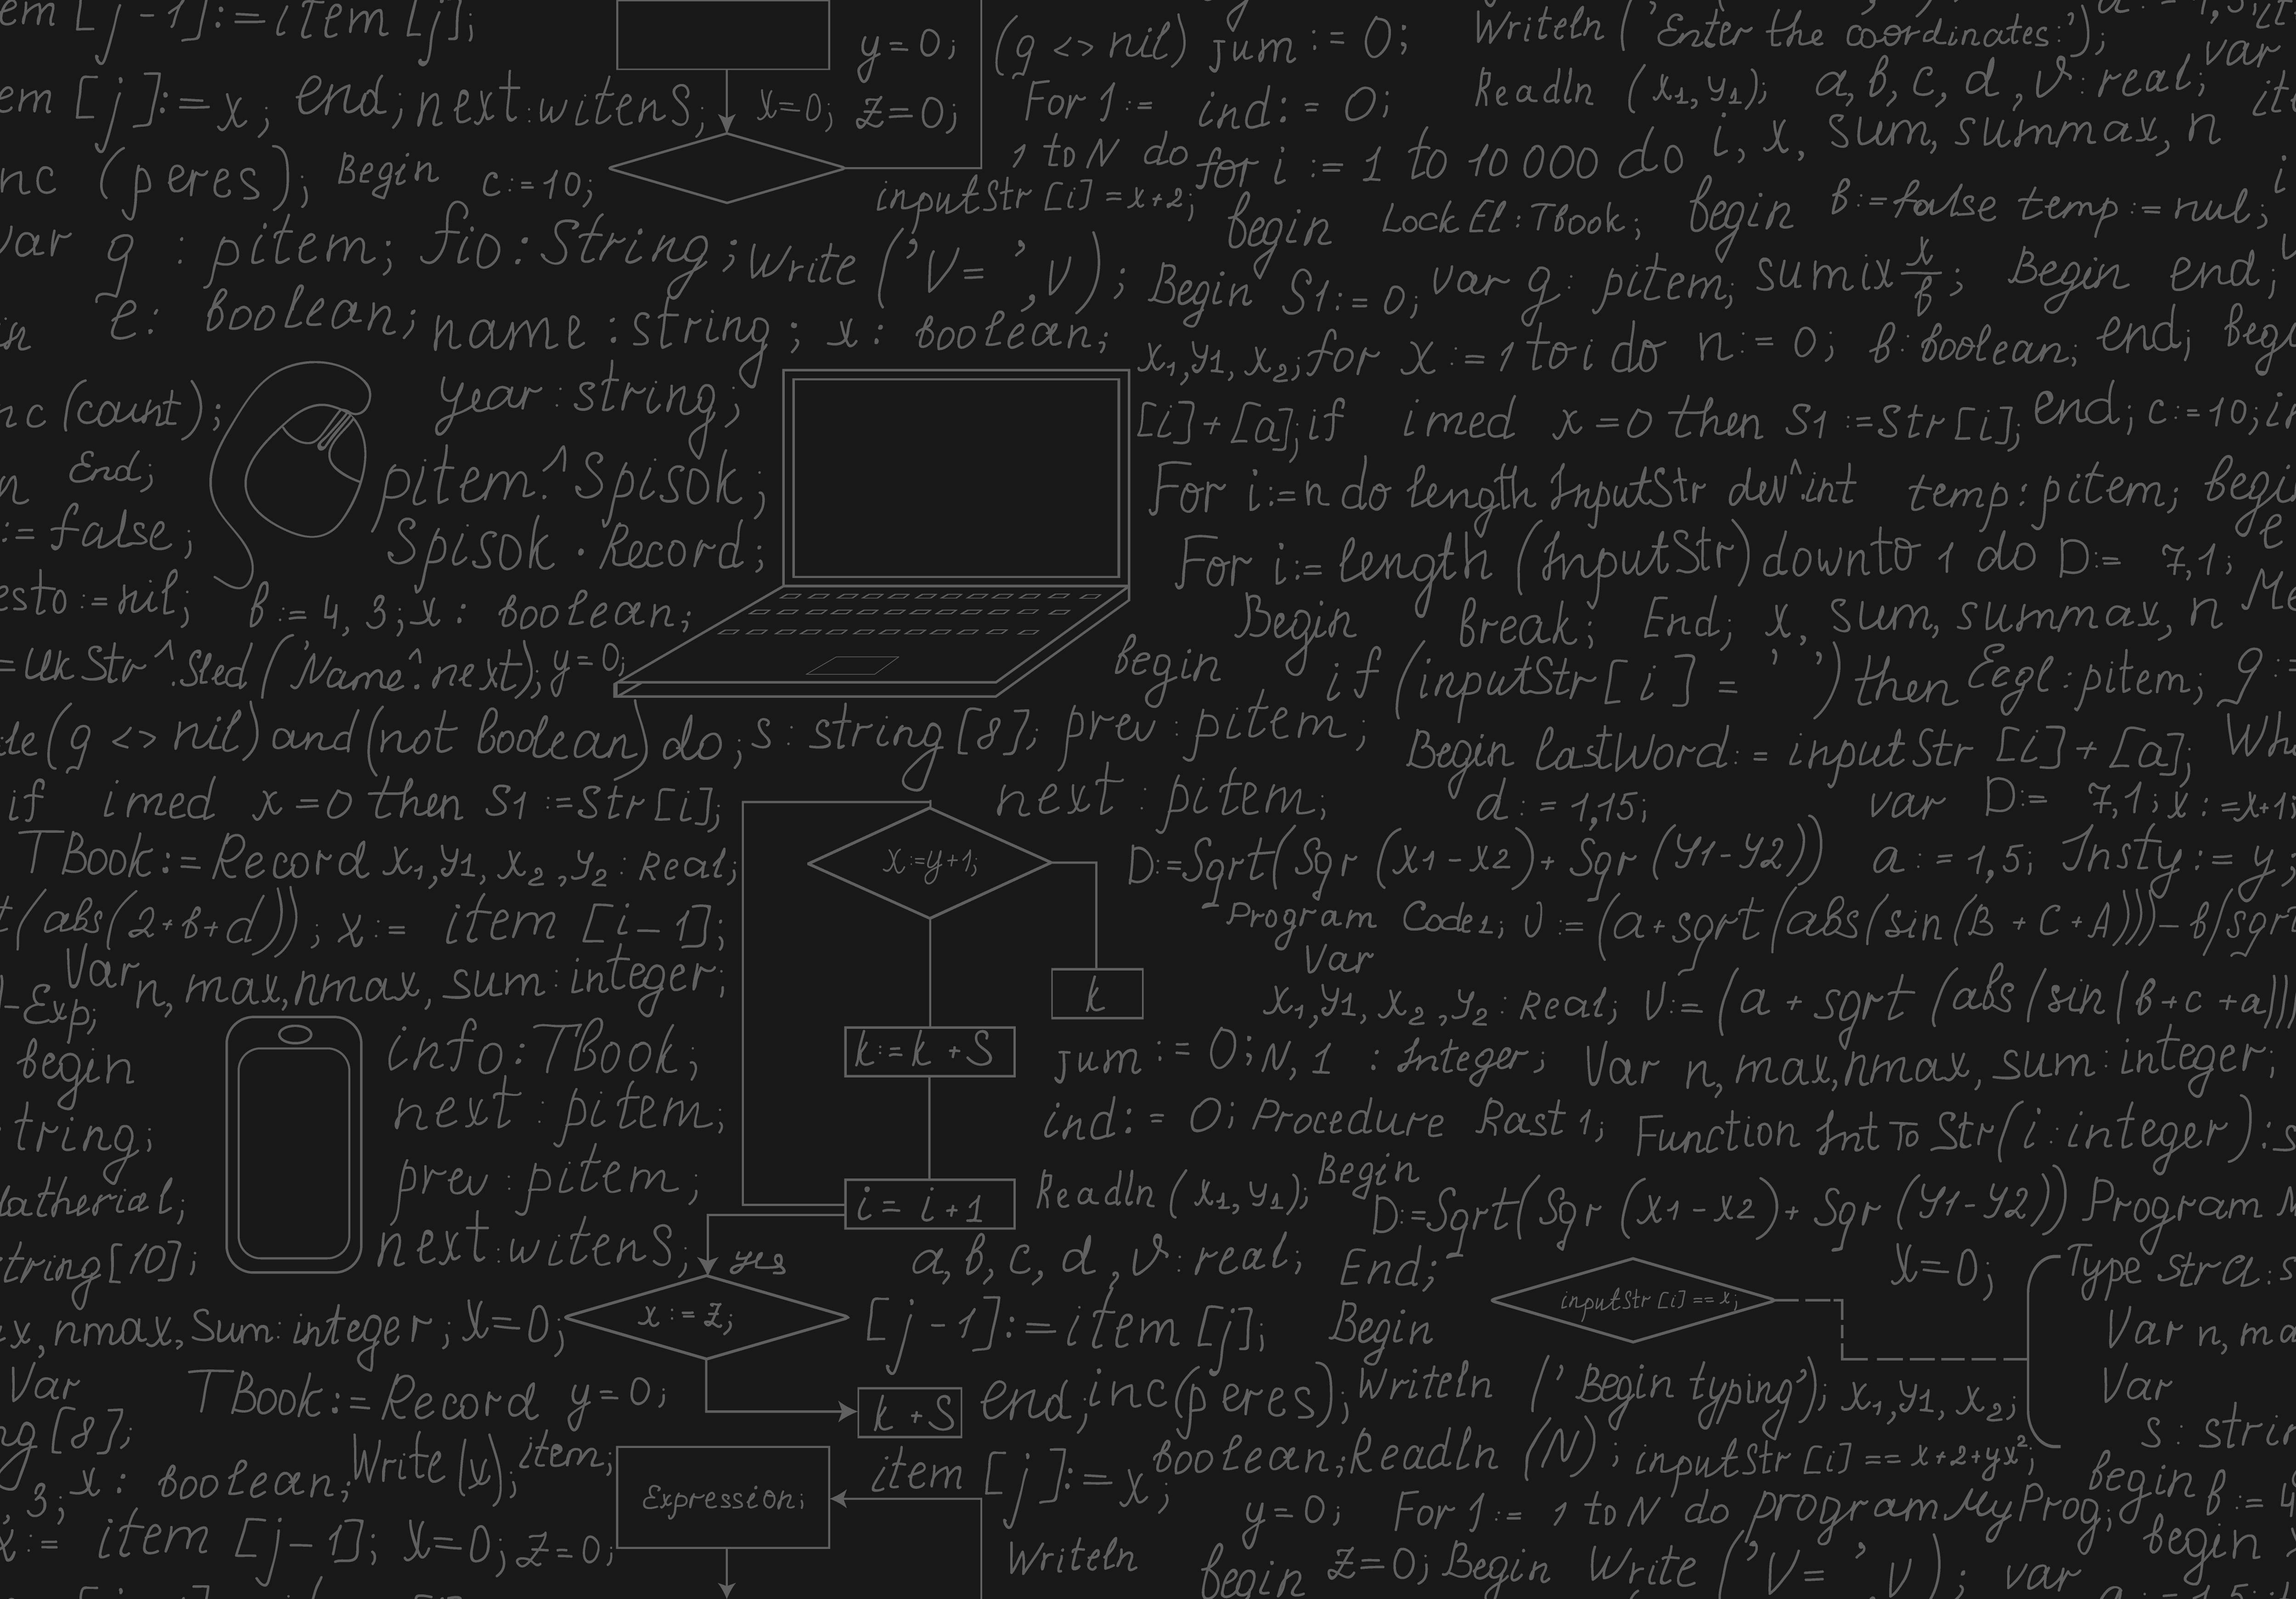 em [j -1]:=item [j];
y=0; (g <> nil) jum := 0; Writeln ('Enter the coordinates:');
em [j]:=x; end; next:witens; x=0; z=0; For 1:= ind: = 0; Readln (x1,y1); a, b, c, d, v: real; var
1 to N do for i := 1 to 10 000 do i, x, sum, summax, n
nc (peres); Begin c:=10; inputStr [i] = x+2; begin LockEl:TBook; begin b:=false temp:=nul;
var g : pitem; fio:String; Write ('V= ',V); Begin S1:=0; var g: pitem; sumix x/b; Begin end;
e: boolean; name:string; x: boolean; x1,y1, x2; for x :=1 to i do n:=0; b:boolean; end; begi
nc (count); year:string; [i]+[a]; if imed x=0 then S1 :=Str[i]; end; c:=10;
End; pitem:^Spisok; For i:=n do length InputStr dev^int temp:pitem; begi
:= false; Spisok . Record; For i:=length (InputStr) downto 1 do D:= 7,1;
esto :=nil; b:=4, 3; x: boolean; Begin break; End; x, sum, summax, n
=Uk Str^.Sled (Name^.next); y=0; begin if (inputStr [i] = ' ') then Eegl:pitem; g:=
(g <> nil) and (not boolean) do; s: string [8]; prev:pitem; Begin lastWord:= inputStr [i]+[a]; Whi
if imed x=0 then S1 :=Str[i]; next:pitem; d:=1,15; var D:= 7,1; x:=x+1;
TBook:=Record x1,y1, x2,y2: Real; X:=y+1; D:=Sqrt(Sqr (x1-x2)+Sqr (y1-y2)) a:=1,5; Insty:=y;
t(abs(2+b+d)); x:= item [i-1]; Program Code1; V:=(a+sqrt(abs(sin(B+C+A)))-b/sqr
Var n, max, nmax, sum:integer; Var
-Exp; k x1,y1, x2,y2: Real; V:=(a + sqrt (abs(sin(b+c+a)))
begin info:TBook; k:=k+S jum:=0; N, 1 : Integer; Var n, max, nmax, sum:integer;
tring; next:pitem; ind:=0; Procedure Rast 1; Function IntToStr(i:integer):s
latherial; prev:pitem; i= i+1 Readln (x1,y1); Begin D:=Sqrt(Sqr (x1-x2)+Sqr (y1-y2)) Program
tring[10]; next:witens; yes a, b, c, d, v:real; End; X=0; Type strcl:s
x, nmax, Sum:integer; X=0; x:=z; [j -1]:=item [j]; Begin inputStr [i] == x; Var n, ma
Var TBook:=Record y=0; k+S end; inc(peres); Writeln ('Begin typing'); x1,y1, x2; Var
ng [8]; Write(x); item; boolean; Readln (N); inputStr [i] == x+2+yx²; s: strin
, 3; x: boolean; Expression; item [j]:=x; begin b:=4
X:= item [j-1]; X=0; z=0; y=0; For 1:= 1 to N do programMyProg; begin
Writeln begin z=0; Begin Write ('V= ', V); var